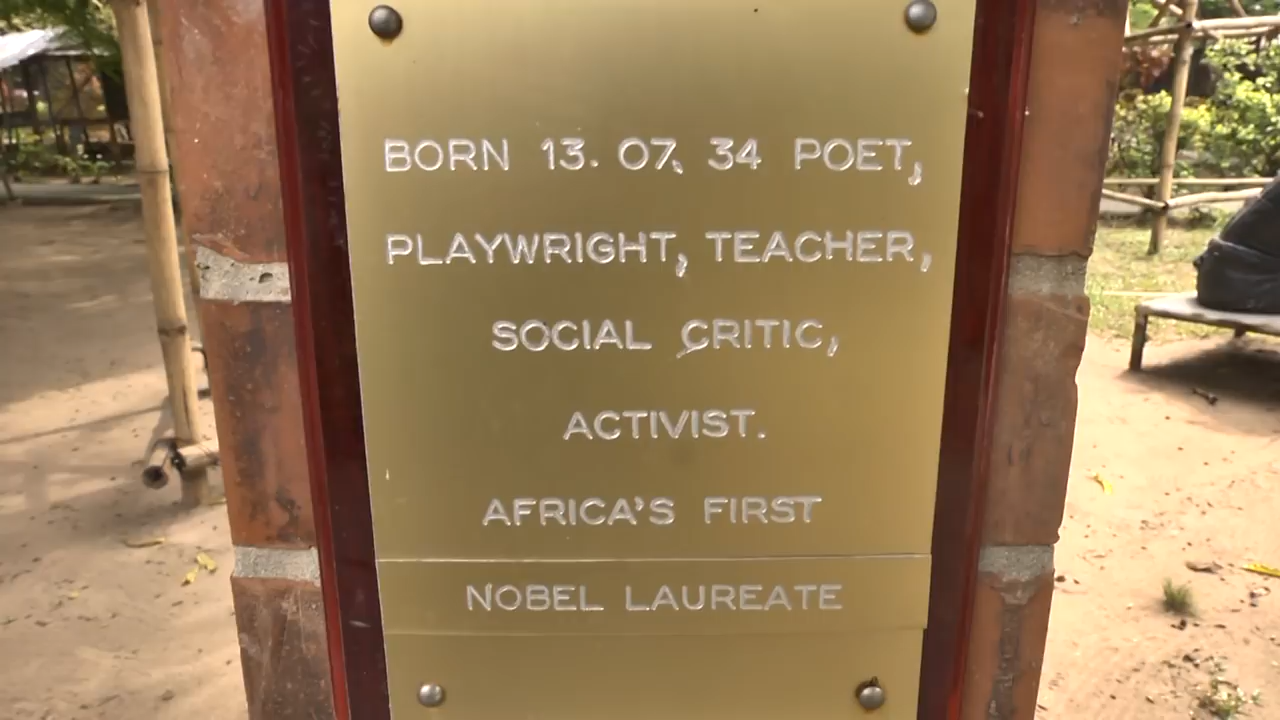 BORN 13. 07, 34 POET,
PLAYWRIGHT, TEACHER,
SOCIAL CRITIC,
ACTIVIST.
AFRICA'S FIRST
NOBEL LAUREATE